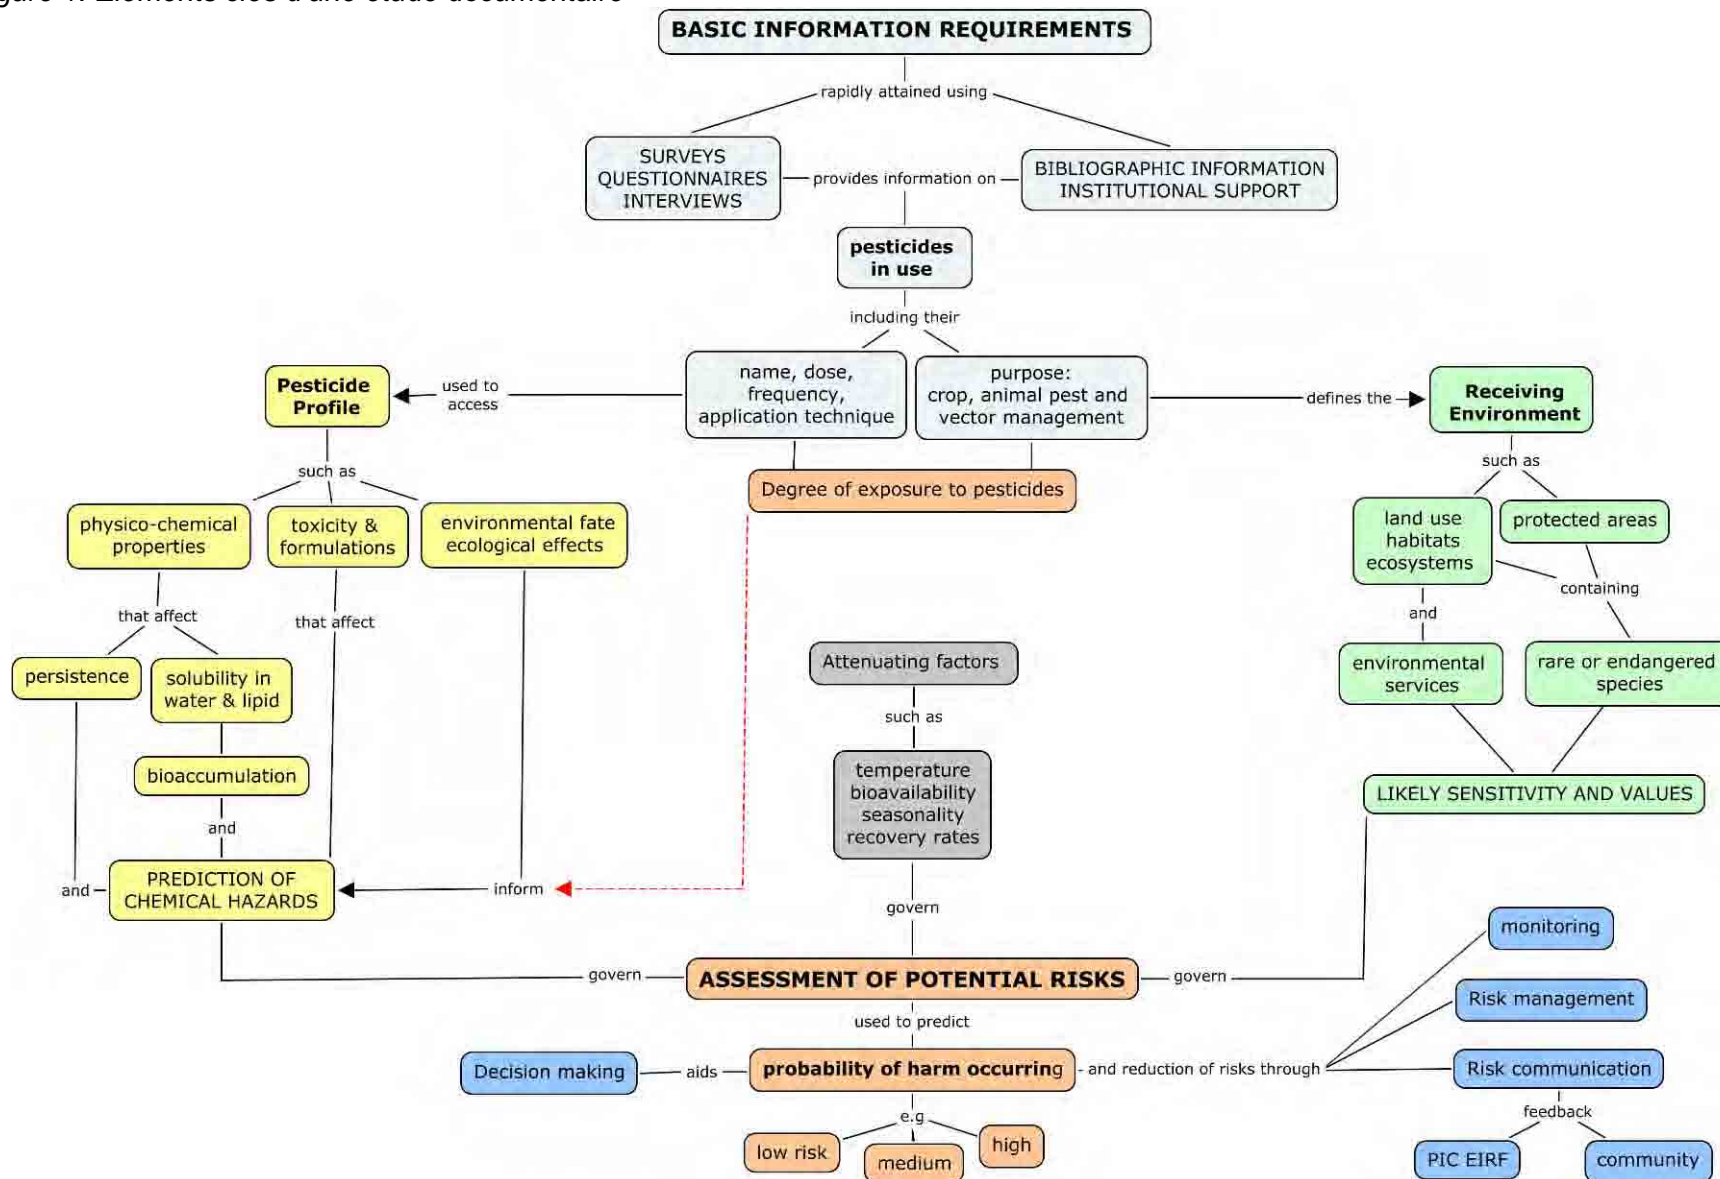 Figure 1. Eléments clés d'une étude documentaire
BASIC INFORMATION REQUIREMENTS
rapidly attained using
SURVEYS
QUESTIONNAIRES
INTERVIEWS
provides information on
BIBLIOGRAPHIC INFORMATION
INSTITUTIONAL SUPPORT
pesticides
in use
including their
Pesticide
Profile
used to
access
name, dose,
frequency,
application technique
purpose:
crop, animal pest and
vector management
defines the
Receiving
Environment
such as
Degree of exposure to pesticides
such as
physico-chemical
properties
toxicity &
formulations
environmental fate
ecological effects
land use
habitats
ecosystems
protected areas
that affect
that affect
and
containing
persistence
solubility in
water & lipid
Attenuating factors
environmental
services
rare or endangered
species
such as
bioaccumulation
temperature
bioavailability
seasonality
recovery rates
LIKELY SENSITIVITY AND VALUES
and
and
PREDICTION OF
CHEMICAL HAZARDS
inform
govern
monitoring
govern
ASSESSMENT OF POTENTIAL RISKS
govern
Risk management
used to predict
Decision making
aids
probability of harm occurring
and reduction of risks through
Risk communication
e.g
feedback
low risk
medium
high
PIC EIRF
community